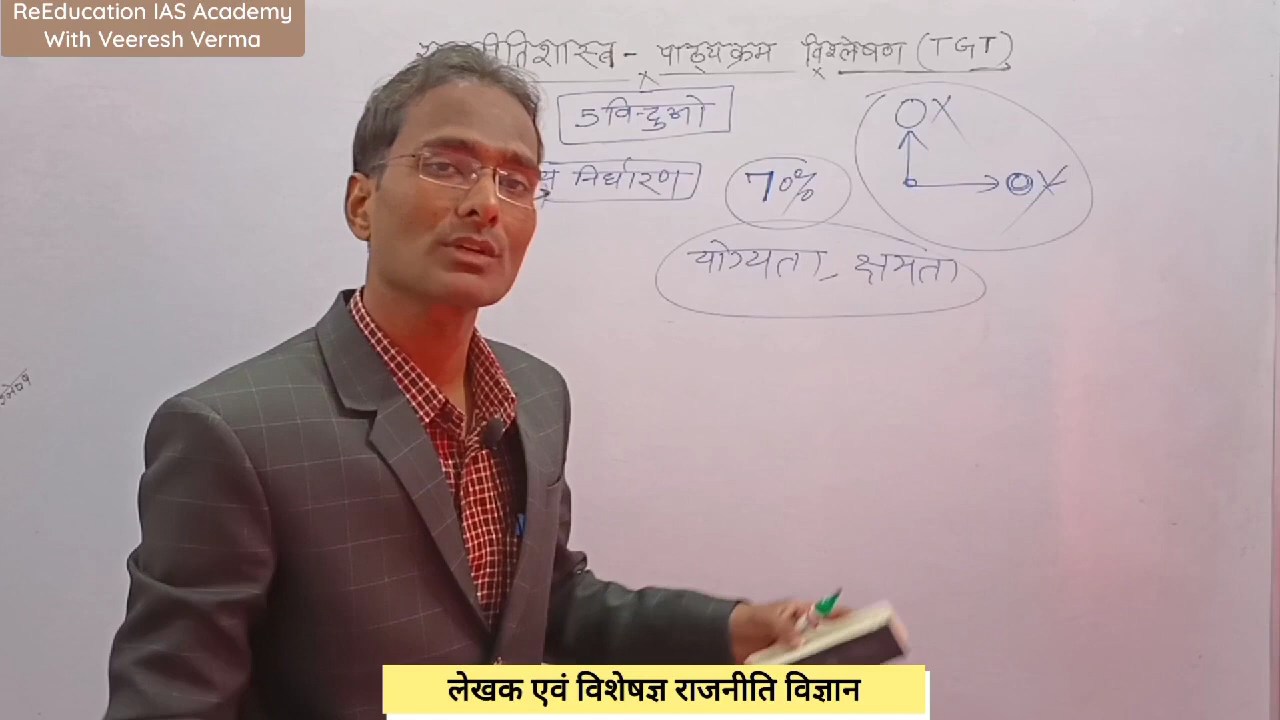 ReEducation IAS Academy
With Veeresh Verma
पाठ्यक्रम विश्लेषण (TGT)
5 विन्दुओ
निर्धारण 70%
योग्यता, क्षमता
लेखक एवं विशेषज्ञ राजनीति विज्ञान